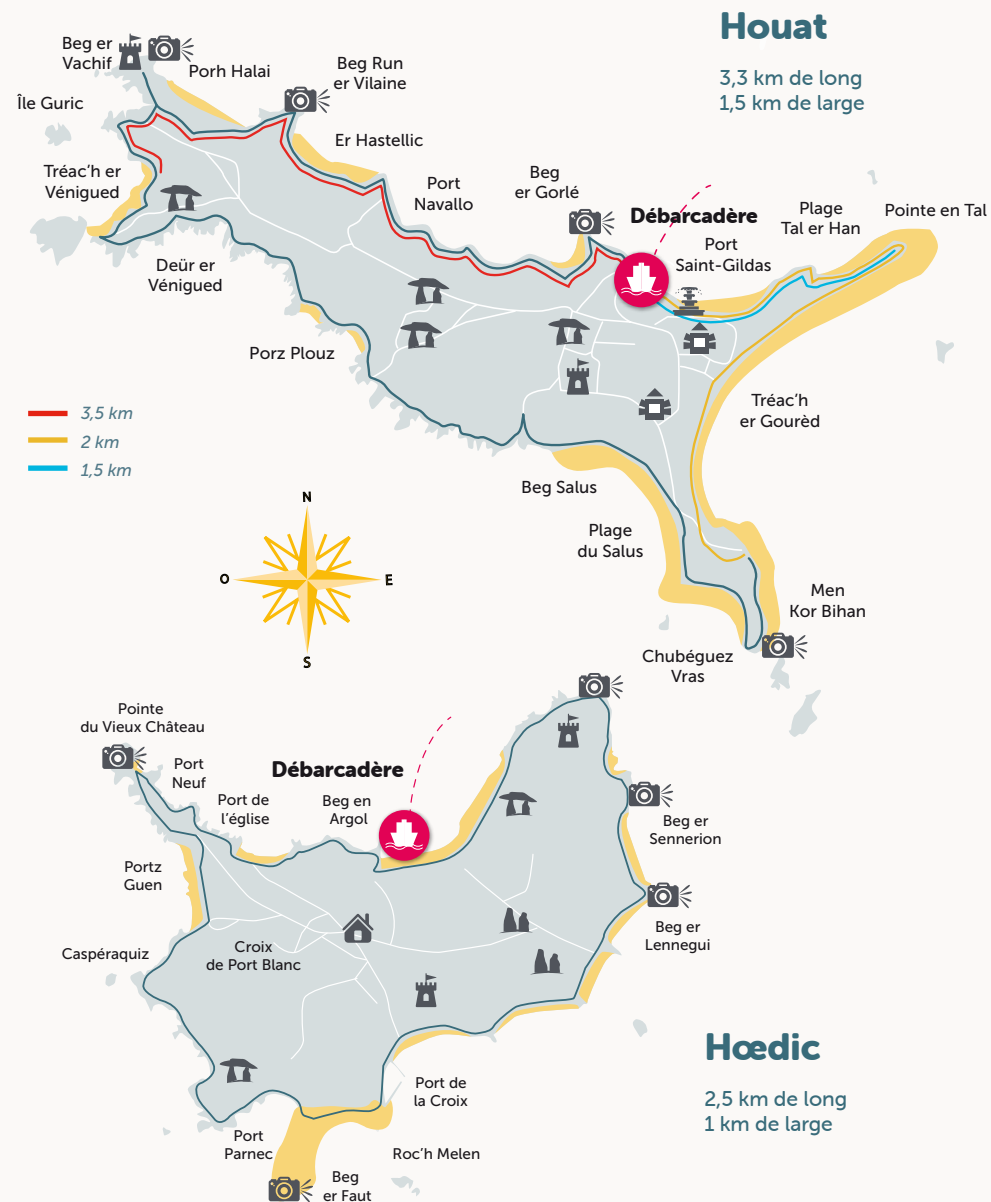 Houat
3,3 km de long
1,5 km de large
Beg er
Vachif
Porh Halai
Beg Run
er Vilaine
Île Guric
Er Hastellic
Tréac'h er
Vénigued
Port
Navallo
Beg
er Gorlé
Débarcadère
Port
Saint-Gildas
Plage
Tal er Han
Pointe en Tal
Deür er
Vénigued
Porz Plouz
3,5 km
2 km
1,5 km
Tréac'h
er Gourèd
Beg Salus
Plage
du Salus
N
O
E
S
Men
Kor Bihan
Chubéguez
Vras
Pointe
du Vieux Château
Port
Neuf
Port de
l'église
Débarcadère
Beg en
Argol
Beg er
Sennerion
Portz
Guen
Beg er
Lennegui
Caspéraquiz
Croix
de Port Blanc
Hœdic
2,5 km de long
1 km de large
Port de
la Croix
Port
Parnec
Roc'h Melen
Beg
er Faut